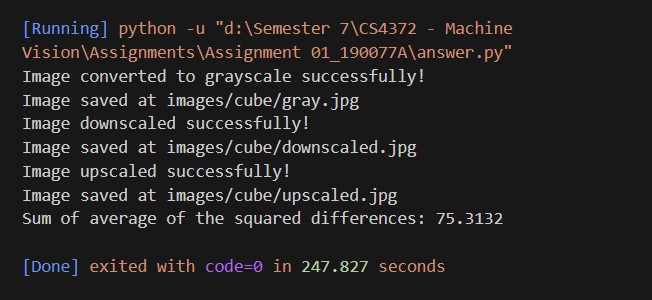 [Running] python -u "d:\Semester 7\CS4372 - Machine
Vision\Assignments\Assignment 01_190077A\answer.py"
Image converted to grayscale successfully!
Image saved at images/cube/gray.jpg
Image downscaled successfully!
Image saved at images/cube/downscaled.jpg
Image upscaled successfully!
Image saved at images/cube/upscaled.jpg
Sum of average of the squared differences: 75.3132
[Done] exited with code=0 in 247.827 seconds